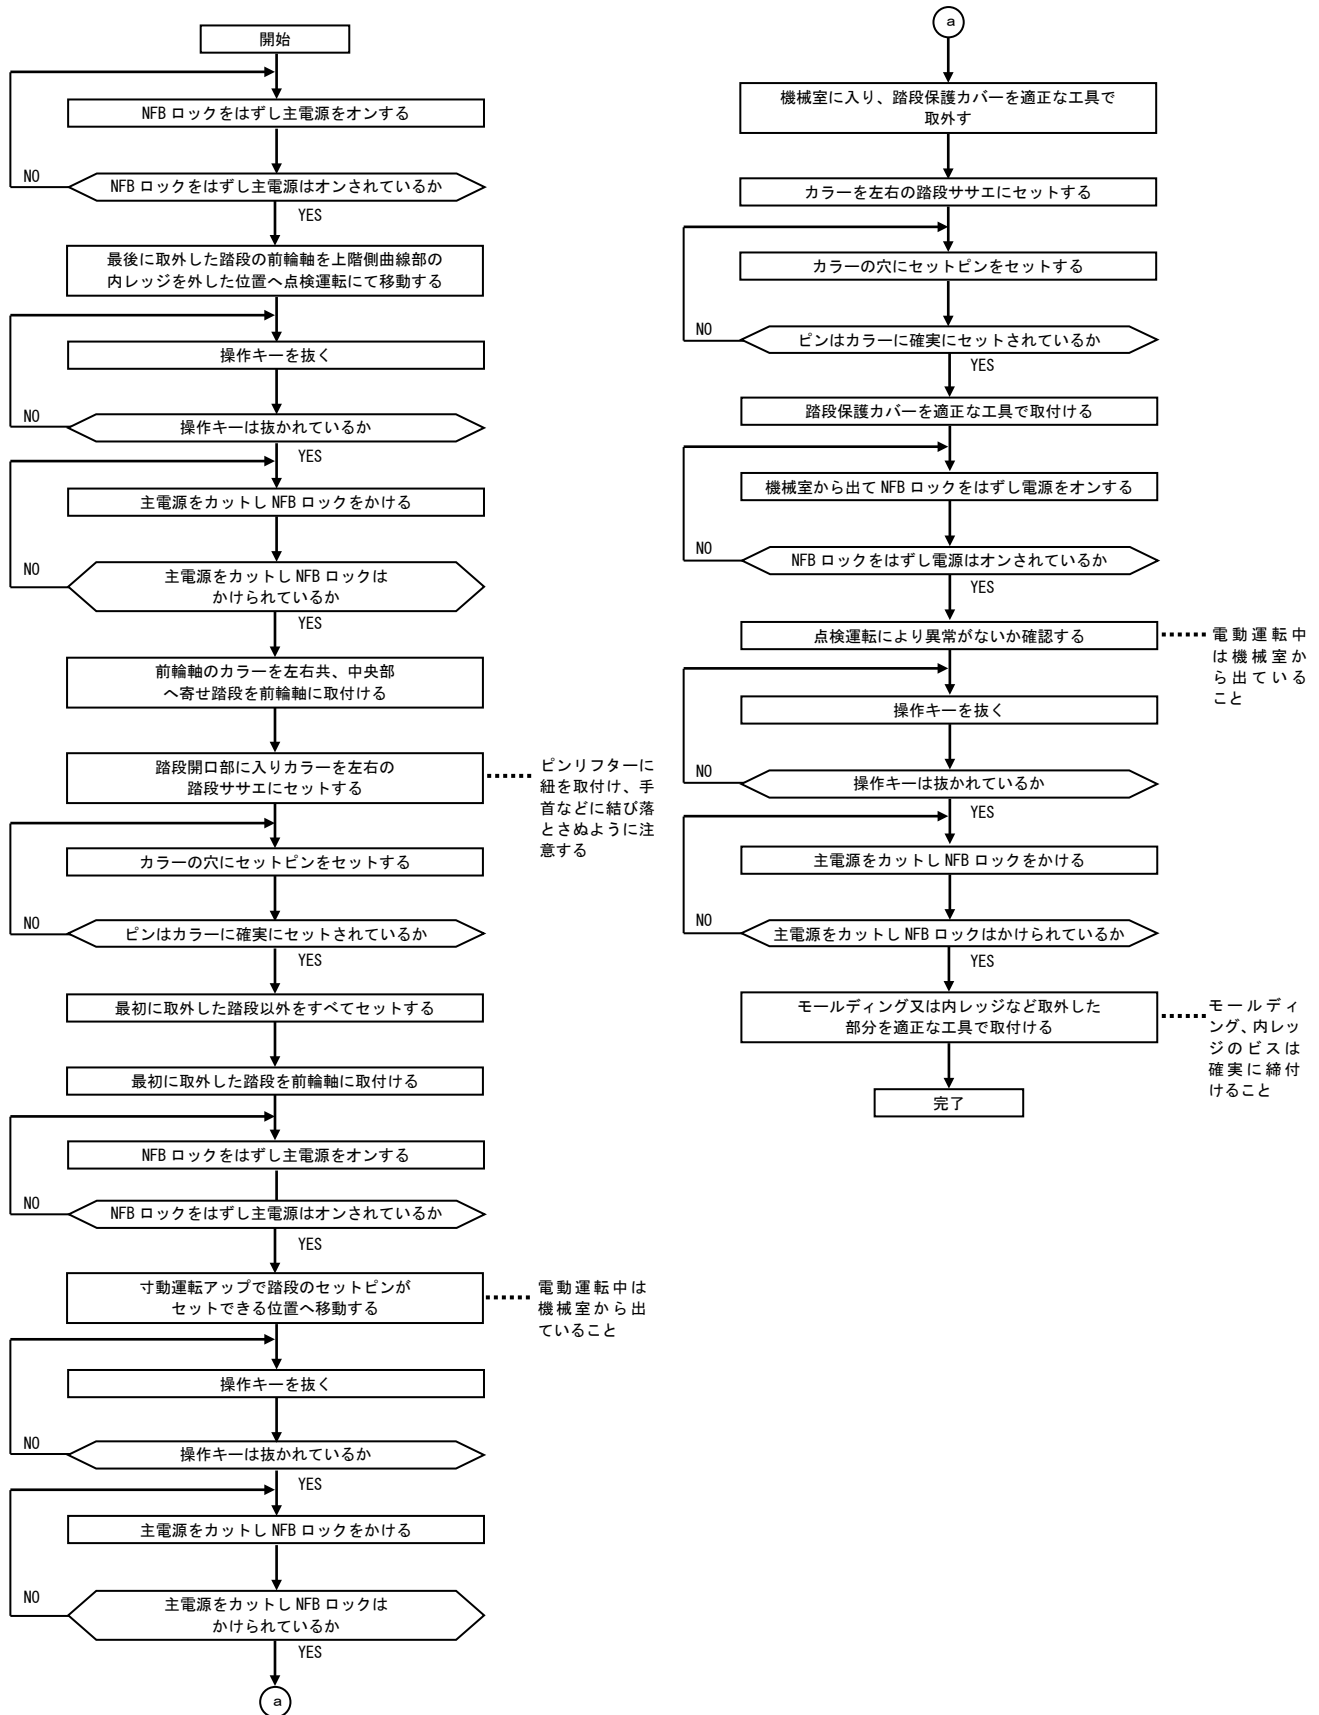 開始
NFB ロックをはずし主電源をオンする
NO
NFB ロックをはずし主電源はオンされているか
YES
最後に取外した踏段の前輪軸を上階側曲線部の
内レッジを外した位置へ点検運転にて移動する
操作キーを抜く
NO
操作キーは抜かれているか
YES
主電源をカットし NFB ロックをかける
NO
主電源をカットし NFB ロックは
かけられているか
YES
前輪軸のカラーを左右共、中央部
へ寄せ踏段を前輪軸に取付ける
踏段開口部に入りカラーを左右の
踏段ササエにセットする
ピンリフターに
紐を取付け、手
首などに結び落
とさぬように注
意する
カラーの穴にセットピンをセットする
NO
ピンはカラーに確実にセットされているか
YES
最初に取外した踏段以外をすべてセットする
最初に取外した踏段を前輪軸に取付ける
NFB ロックをはずし主電源をオンする
NO
NFB ロックをはずし主電源はオンされているか
YES
寸動運転アップで踏段のセットピンが
セットできる位置へ移動する
電動運転中は
機械室から出
ていること
操作キーを抜く
NO
操作キーは抜かれているか
YES
主電源をカットし NFB ロックをかける
NO
主電源をカットし NFB ロックは
かけられているか
YES
a
a
機械室に入り、踏段保護カバーを適正な工具で
取外す
カラーを左右の踏段ササエにセットする
カラーの穴にセットピンをセットする
NO
ピンはカラーに確実にセットされているか
YES
踏段保護カバーを適正な工具で取付ける
機械室から出て NFB ロックをはずし電源をオンする
NO
NFB ロックをはずし電源はオンされているか
YES
点検運転により異常がないか確認する
電動運転中
は機械室か
ら出ている
こと
操作キーを抜く
NO
操作キーは抜かれているか
YES
主電源をカットし NFB ロックをかける
NO
主電源をカットし NFB ロックはかけられているか
YES
モールディング又は内レッジなど取外した
部分を適正な工具で取付ける
モールディ
ング、内レッ
ジのビスは
確実に締付
けること
完了